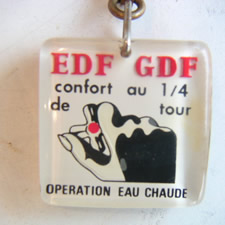 EDF GDF
confort au 1/4
de tour
OPERATION EAU CHAUDE